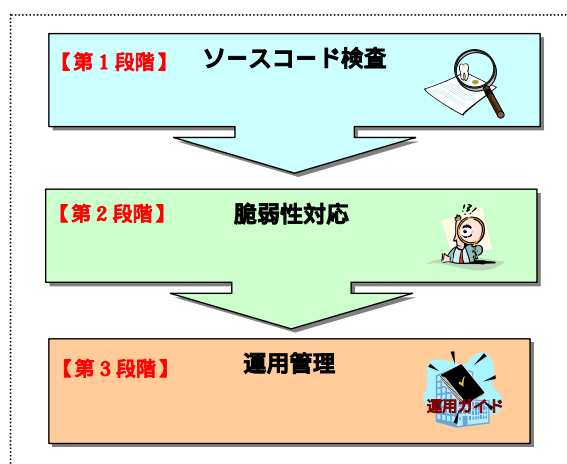 【第１段階】 ソースコード検査
【第２段階】 脆弱性対応
【第３段階】 運用管理
運用ガイド